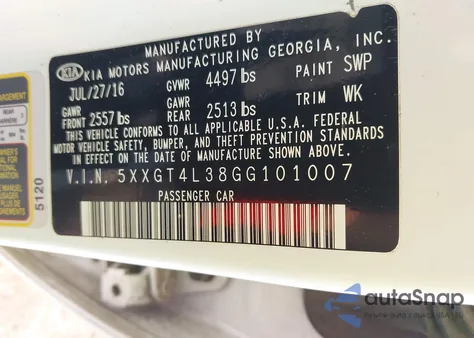 MANUFACTURED BY
KIA KIA MOTORS MANUFACTURING GEORGIA, INC.
JUL/27/16 GVWR 4497 lbs PAINT SWP
GAWR FRONT 2557 lbs GAWR REAR 2513 lbs TRIM WK
THIS VEHICLE CONFORMS TO ALL APPLICABLE U.S.A. FEDERAL
MOTOR VEHICLE SAFETY, BUMPER, AND THEFT PREVENTION STANDARDS
IN EFFECT ON THE DATE OF MANUFACTURE SHOWN ABOVE.
V.I.N. 5XXGT4L38GG101007
PASSENGER CAR
5120
autoSnap